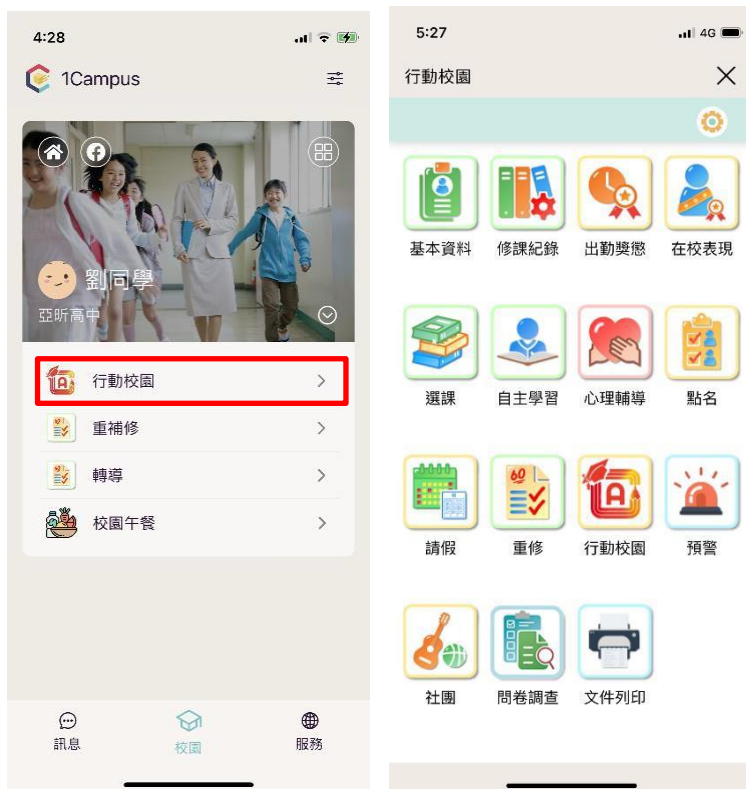 4:28
1Campus
劉同學
亞昕高中
行動校園
重補修
轉導
校園午餐
訊息
校園
服務
5:27
4G
行動校園
基本資料
修課紀錄
出勤獎懲
在校表現
選課
自主學習
心理輔導
點名
請假
60
重修
A
行動校園
預警
社團
問卷調查
文件列印